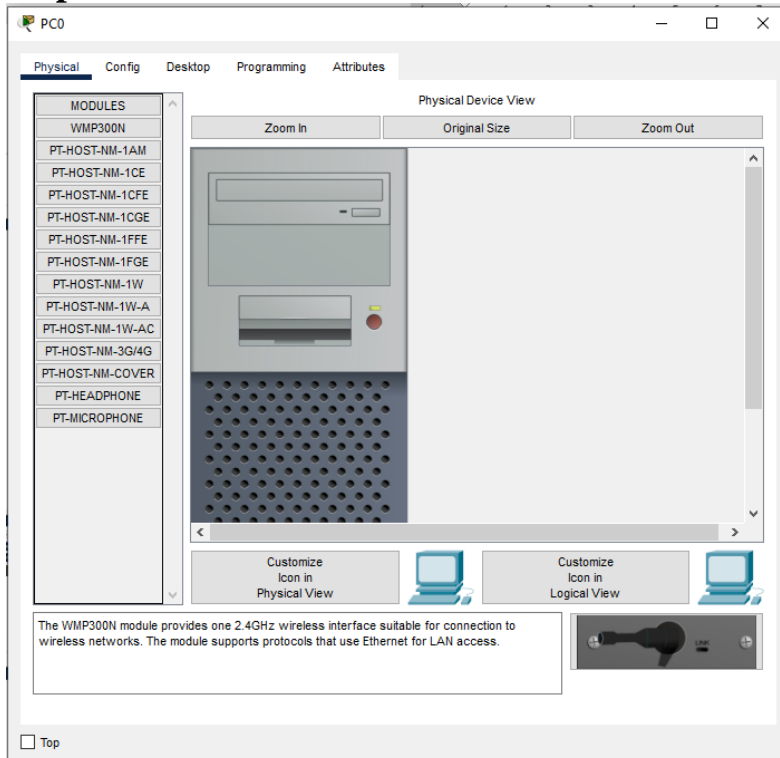 PC0
Physical Config Desktop Programming Attributes
MODULES
WMP300N
PT-HOST-NM-1AM
PT-HOST-NM-1CE
PT-HOST-NM-1CFE
PT-HOST-NM-1CGE
PT-HOST-NM-1FFE
PT-HOST-NM-1FGE
PT-HOST-NM-1W
PT-HOST-NM-1W-A
PT-HOST-NM-1W-AC
PT-HOST-NM-3G/4G
PT-HOST-NM-COVER
PT-HEADPHONE
PT-MICROPHONE
Physical Device View
Zoom In Original Size Zoom Out
Customize
Icon in
Physical View
Customize
Icon in
Logical View
The WMP300N module provides one 2.4GHz wireless interface suitable for connection to
wireless networks. The module supports protocols that use Ethernet for LAN access.
LINK
Top